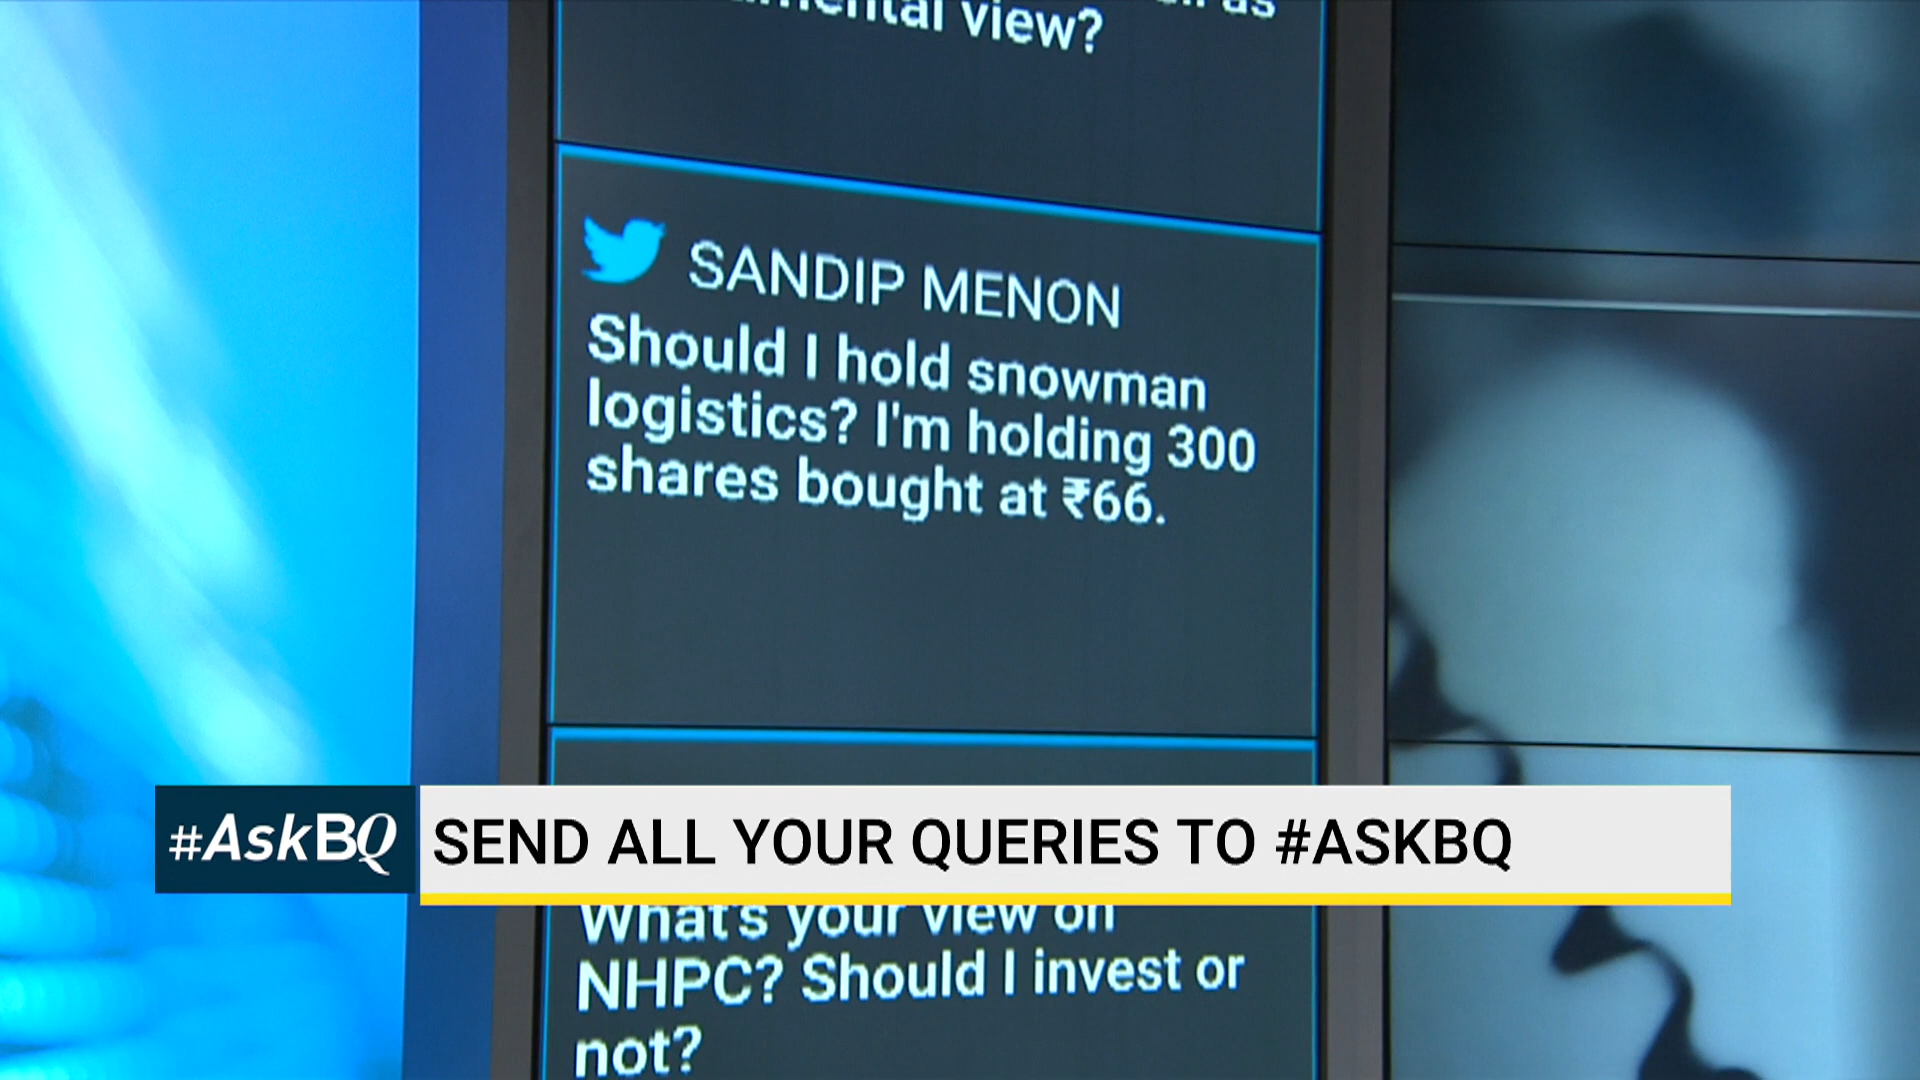 view?
SANDIP MENON
Should I hold snowman
logistics? I'm holding 300
shares bought at ₹66.
#AskBQ
SEND ALL YOUR QUERIES TO #ASKBQ
What's your view on
NHPC? Should I invest or
not?